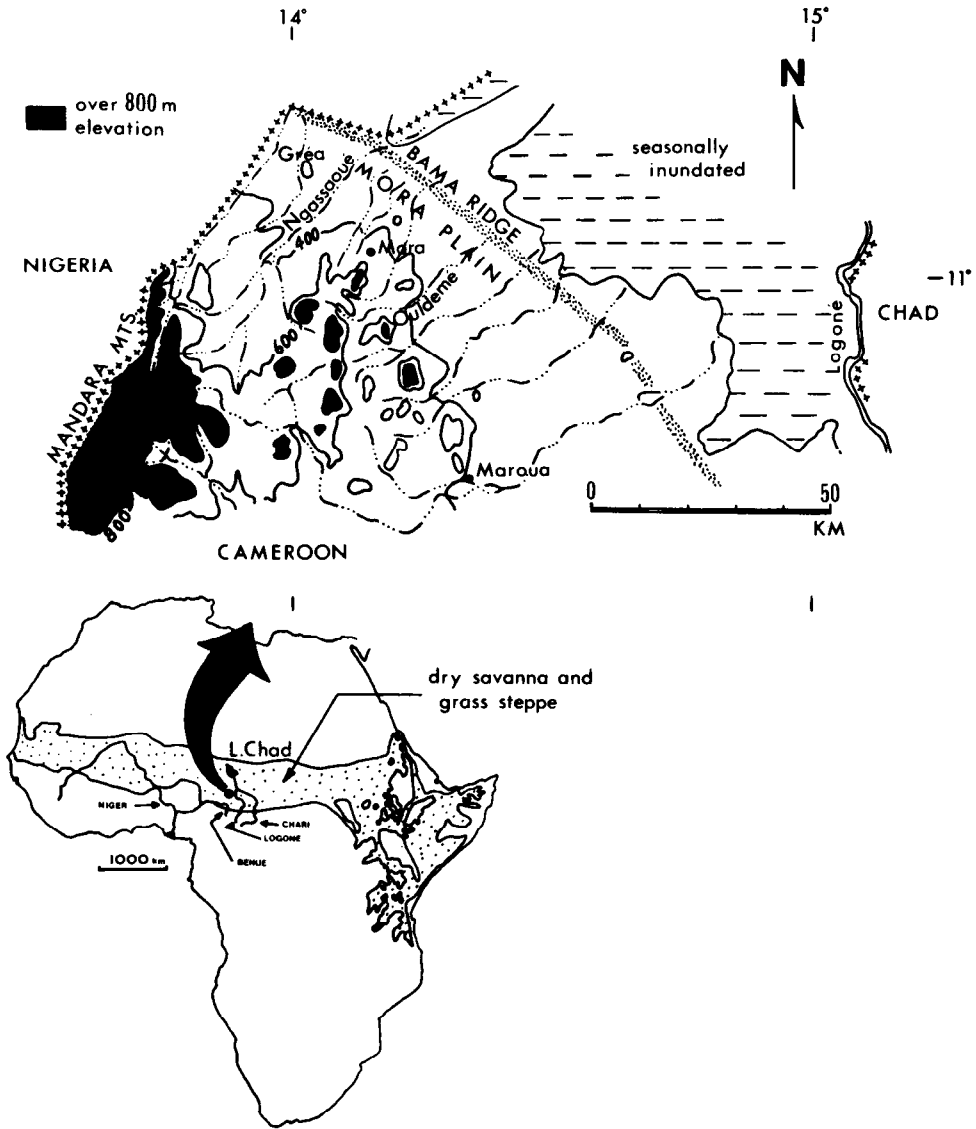 14°
15°
over 800 m
elevation
N
BAMA RIDGE
seasonally
inundated
Grea
Ngassaoue
MORA PLAIN
400
Mora
NIGERIA
-11°
Ouldeme
CHAD
Logone
MANDARA MTS.
600
Maroua
0
50
KM
800
CAMEROON
dry savanna and
grass steppe
L.Chad
NIGER
CHARI
LOGONE
BENUE
1000 km